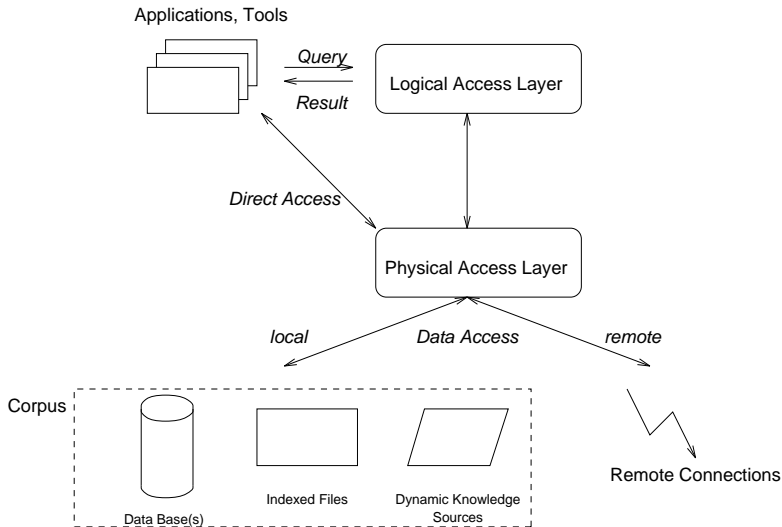 Applications, Tools
Query
Logical Access Layer
Result
Direct Access
Physical Access Layer
local
Data Access
remote
Corpus
Remote Connections
Data Base(s)
Indexed Files
Dynamic Knowledge
Sources